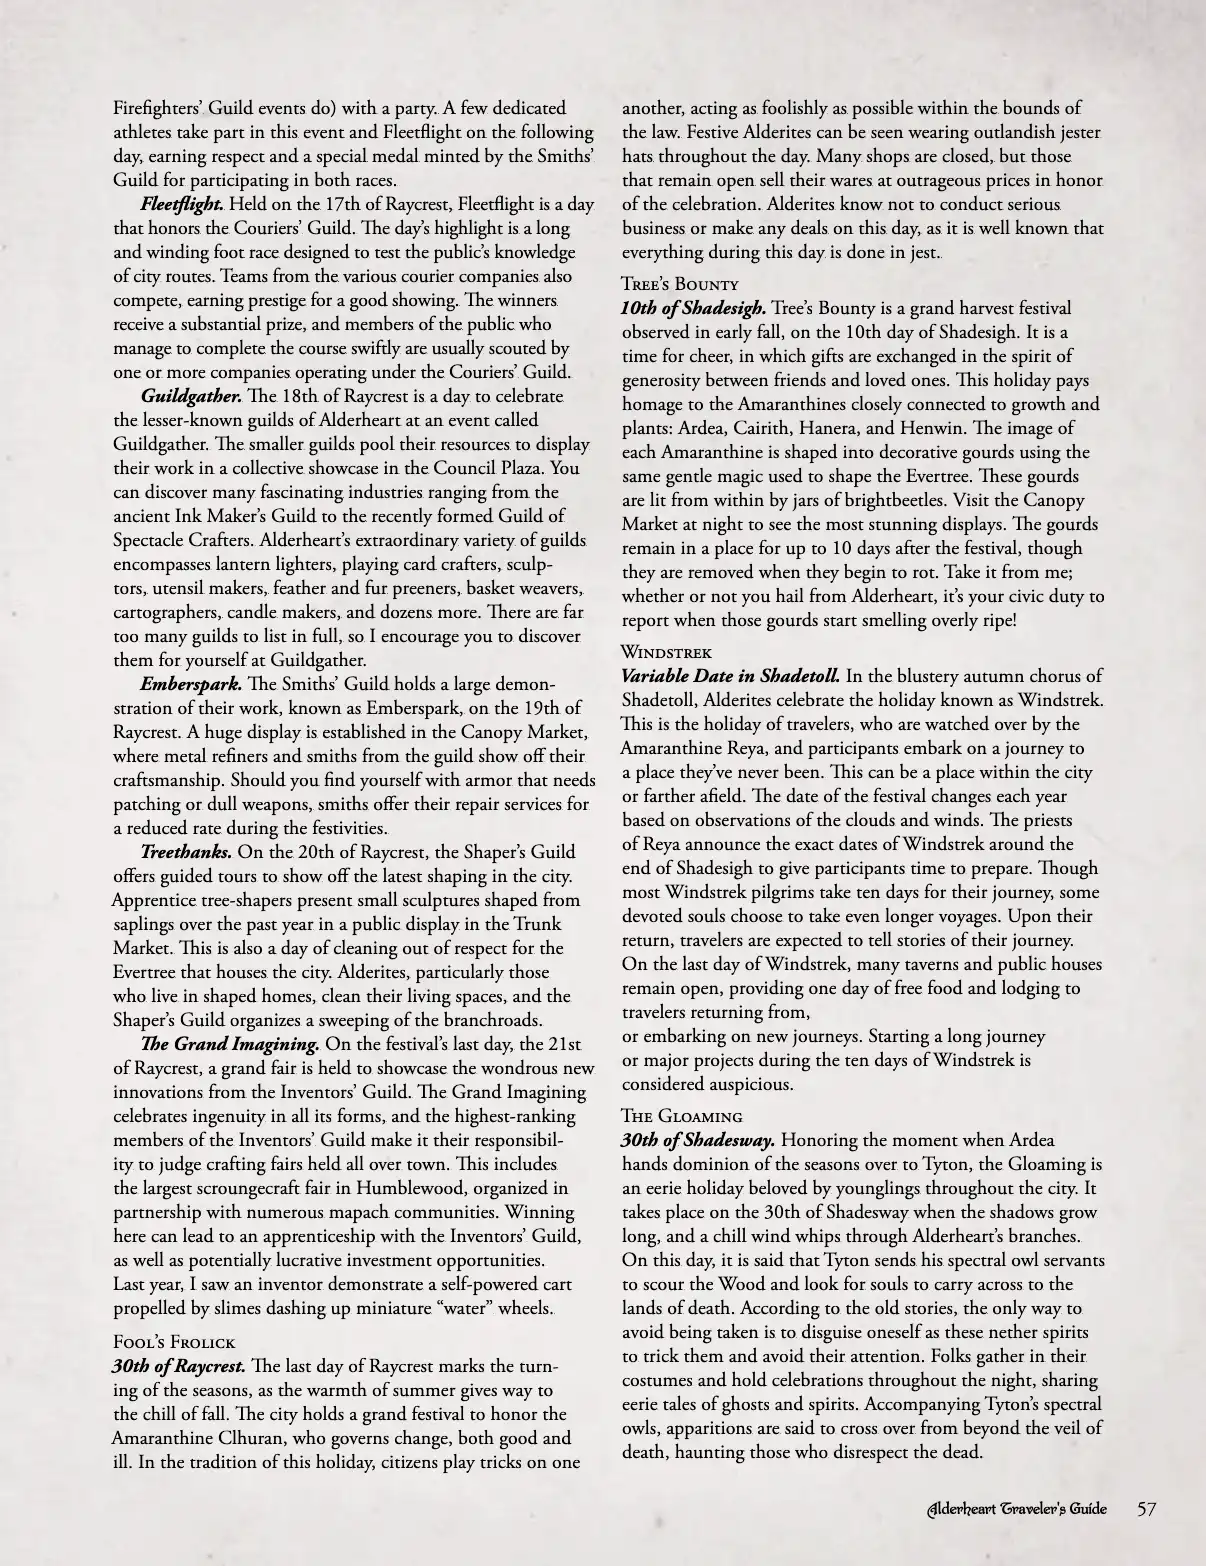 Firefighters’ Guild events do) with a party. A few dedicated
athletes take part in this event and Fleetflight on the following
day, earning respect and a special medal minted by the Smiths’
Guild for participating in both races.
Fleetflight. Held on the 17th of Raycrest, Fleetflight is a day
that honors the Couriers’ Guild. The day’s highlight is a long
and winding foot race designed to test the public’s knowledge
of city routes. Teams from the various courier companies also
compete, earning prestige for a good showing. The winners
receive a substantial prize, and members of the public who
manage to complete the course swiftly are usually scouted by
one or more companies operating under the Couriers’ Guild.
Guildgather. The 18th of Raycrest is a day to celebrate
the lesser-known guilds of Alderheart at an event called
Guildgather. The smaller guilds pool their resources to display
their work in a collective showcase in the Council Plaza. You
can discover many fascinating industries ranging from the
ancient Ink Maker’s Guild to the recently formed Guild of
Spectacle Crafters. Alderheart’s extraordinary variety of guilds
encompasses lantern lighters, playing card crafters, sculp-
tors, utensil makers, feather and fur preeners, basket weavers,
cartographers, candle makers, and dozens more. There are far
too many guilds to list in full, so I encourage you to discover
them for yourself at Guildgather.
Emberspark. The Smiths’ Guild holds a large demon-
stration of their work, known as Emberspark, on the 19th of
Raycrest. A huge display is established in the Canopy Market,
where metal refiners and smiths from the guild show off their
craftsmanship. Should you find yourself with armor that needs
patching or dull weapons, smiths offer their repair services for
a reduced rate during the festivities.
Treethanks. On the 20th of Raycrest, the Shaper’s Guild
offers guided tours to show off the latest shaping in the city.
Apprentice tree-shapers present small sculptures shaped from
saplings over the past year in a public display in the Trunk
Market. This is also a day of cleaning out of respect for the
Evertree that houses the city. Alderites, particularly those
who live in shaped homes, clean their living spaces, and the
Shaper’s Guild organizes a sweeping of the branchroads.
The Grand Imagining. On the festival’s last day, the 21st
of Raycrest, a grand fair is held to showcase the wondrous new
innovations from the Inventors’ Guild. The Grand Imagining
celebrates ingenuity in all its forms, and the highest-ranking
members of the Inventors’ Guild make it their responsibil-
ity to judge crafting fairs held all over town. This includes
the largest scroungecraft fair in Humblewood, organized in
partnership with numerous mapach communities. Winning
here can lead to an apprenticeship with the Inventors’ Guild,
as well as potentially lucrative investment opportunities.
Last year, I saw an inventor demonstrate a self-powered cart
propelled by slimes dashing up miniature “water” wheels.
Fool’s Frolick
30th of Raycrest. The last day of Raycrest marks the turn-
ing of the seasons, as the warmth of summer gives way to
the chill of fall. The city holds a grand festival to honor the
Amaranthine Clhuran, who governs change, both good and
ill. In the tradition of this holiday, citizens play tricks on one
another, acting as foolishly as possible within the bounds of
the law. Festive Alderites can be seen wearing outlandish jester
hats throughout the day. Many shops are closed, but those
that remain open sell their wares at outrageous prices in honor
of the celebration. Alderites know not to conduct serious
business or make any deals on this day, as it is well known that
everything during this day is done in jest.
Tree’s Bounty
10th of Shadesigh. Tree’s Bounty is a grand harvest festival
observed in early fall, on the 10th day of Shadesigh. It is a
time for cheer, in which gifts are exchanged in the spirit of
generosity between friends and loved ones. This holiday pays
homage to the Amaranthines closely connected to growth and
plants: Ardea, Cairith, Hanera, and Henwin. The image of
each Amaranthine is shaped into decorative gourds using the
same gentle magic used to shape the Evertree. These gourds
are lit from within by jars of brightbeetles. Visit the Canopy
Market at night to see the most stunning displays. The gourds
remain in a place for up to 10 days after the festival, though
they are removed when they begin to rot. Take it from me;
whether or not you hail from Alderheart, it’s your civic duty to
report when those gourds start smelling overly ripe!
Windstrek
Variable Date in Shadetoll. In the blustery autumn chorus of
Shadetoll, Alderites celebrate the holiday known as Windstrek.
This is the holiday of travelers, who are watched over by the
Amaranthine Reya, and participants embark on a journey to
a place they’ve never been. This can be a place within the city
or farther afield. The date of the festival changes each year
based on observations of the clouds and winds. The priests
of Reya announce the exact dates of Windstrek around the
end of Shadesigh to give participants time to prepare. Though
most Windstrek pilgrims take ten days for their journey, some
devoted souls choose to take even longer voyages. Upon their
return, travelers are expected to tell stories of their journey.
On the last day of Windstrek, many taverns and public houses
remain open, providing one day of free food and lodging to
travelers returning from,
or embarking on new journeys. Starting a long journey
or major projects during the ten days of Windstrek is
considered auspicious.
The Gloaming
30th of Shadesway. Honoring the moment when Ardea
hands dominion of the seasons over to Tyton, the Gloaming is
an eerie holiday beloved by younglings throughout the city. It
takes place on the 30th of Shadesway when the shadows grow
long, and a chill wind whips through Alderheart’s branches.
On this day, it is said that Tyton sends his spectral owl servants
to scour the Wood and look for souls to carry across to the
lands of death. According to the old stories, the only way to
avoid being taken is to disguise oneself as these nether spirits
to trick them and avoid their attention. Folks gather in their
costumes and hold celebrations throughout the night, sharing
eerie tales of ghosts and spirits. Accompanying Tyton’s spectral
owls, apparitions are said to cross over from beyond the veil of
death, haunting those who disrespect the dead.
Alderheart Traveler's Guide 57